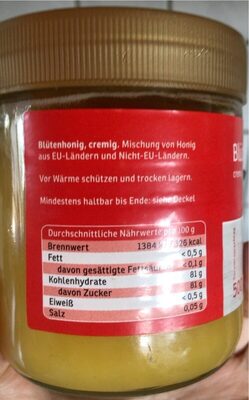 Blütenhonig, cremig. Mischung von Honig
aus EU-Ländern und Nicht-EU-Ländern.
Vor Wärme schützen und trocken lagern.
Mindestens haltbar bis Ende: siehe Deckel
Durchschnittliche Nährwerte pro 100 g
Brennwert kcal
Fett < 0,5 g
davon gesättigte < 0,1 g
Kohlenhydrate 81 g
davon Zucker 81 g
Eiweiß < 0,5 g
Salz 0,05 g